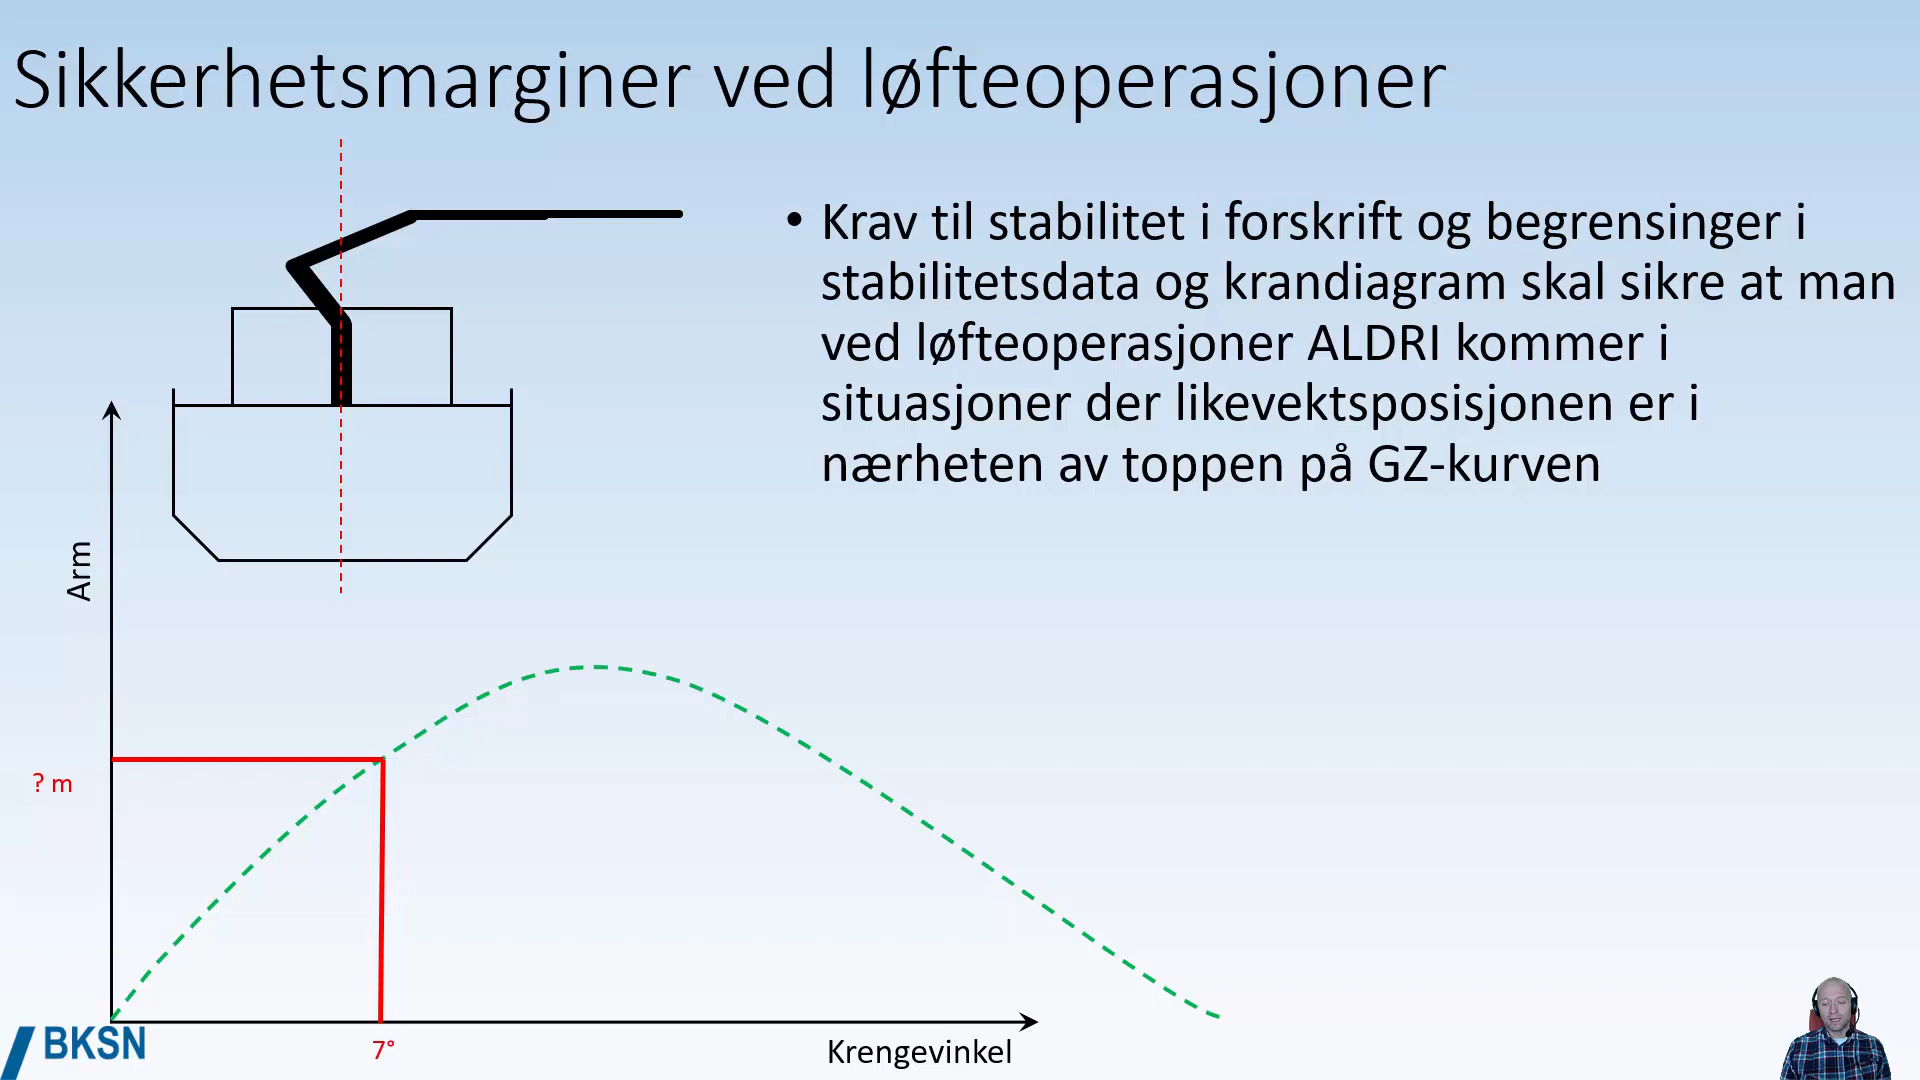 Sikkerhetsmarginer ved løfteoperasjoner
• Krav til stabilitet i forskrift og begrensinger i
stabilitetsdata og krandiagram skal sikre at man
ved løfteoperasjoner ALDRI kommer i
situasjoner der likevektsposisjonen er i
nærheten av toppen på GZ-kurven
Arm
? m
7°
Krengevinkel
BKSN